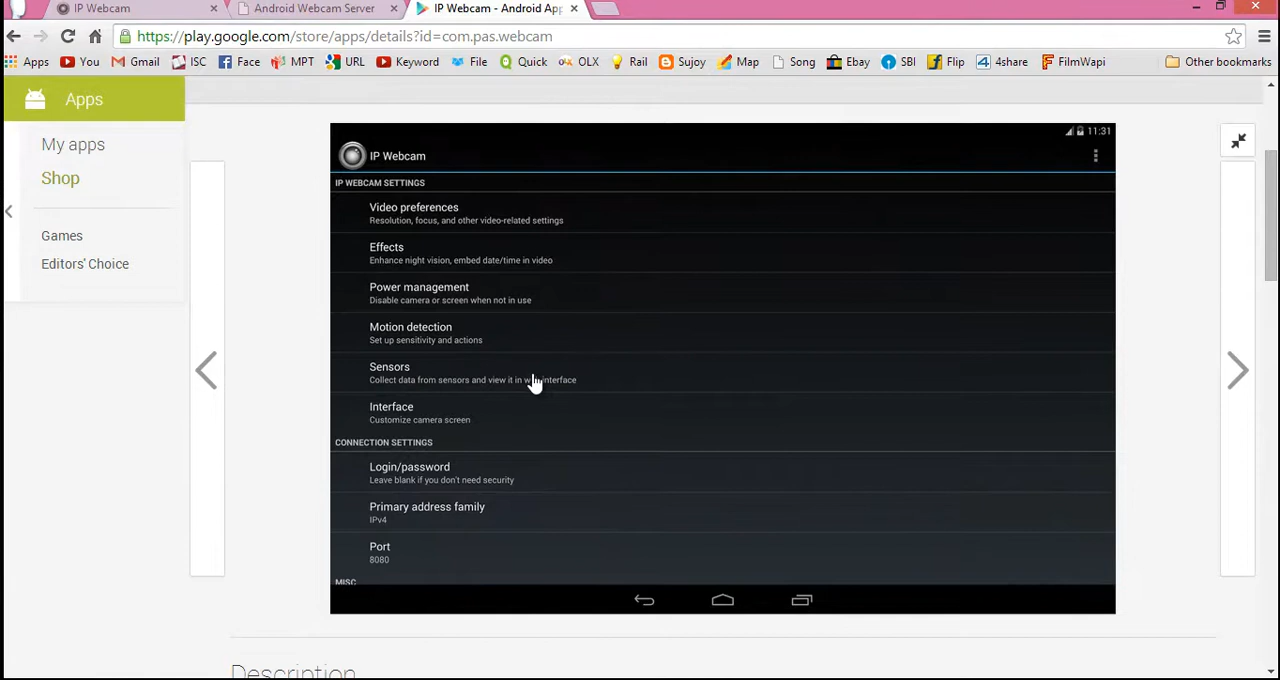 IP Webcam × Android Webcam Server × IP Webcam - Android App ×
https://play.google.com/store/apps/details?id=com.pas.webcam
Apps You Gmail ISC Face MPT URL Keyword File Quick OLX Rail Sujoy Map Song Ebay SBI Flip 4share FilmWapi Other bookmarks
Apps
My apps
Shop
Games
Editors' Choice
11:31
IP Webcam
IP WEBCAM SETTINGS
Video preferences
Resolution, focus, and other video-related settings
Effects
Enhance night vision, embed date/time in video
Power management
Disable camera or screen when not in use
Motion detection
Set up sensitivity and actions
Sensors
Collect data from sensors and view it in interface
Interface
Customize camera screen
CONNECTION SETTINGS
Login/password
Leave blank if you don't need security
Primary address family
IPv4
Port
8080
MISC
Description